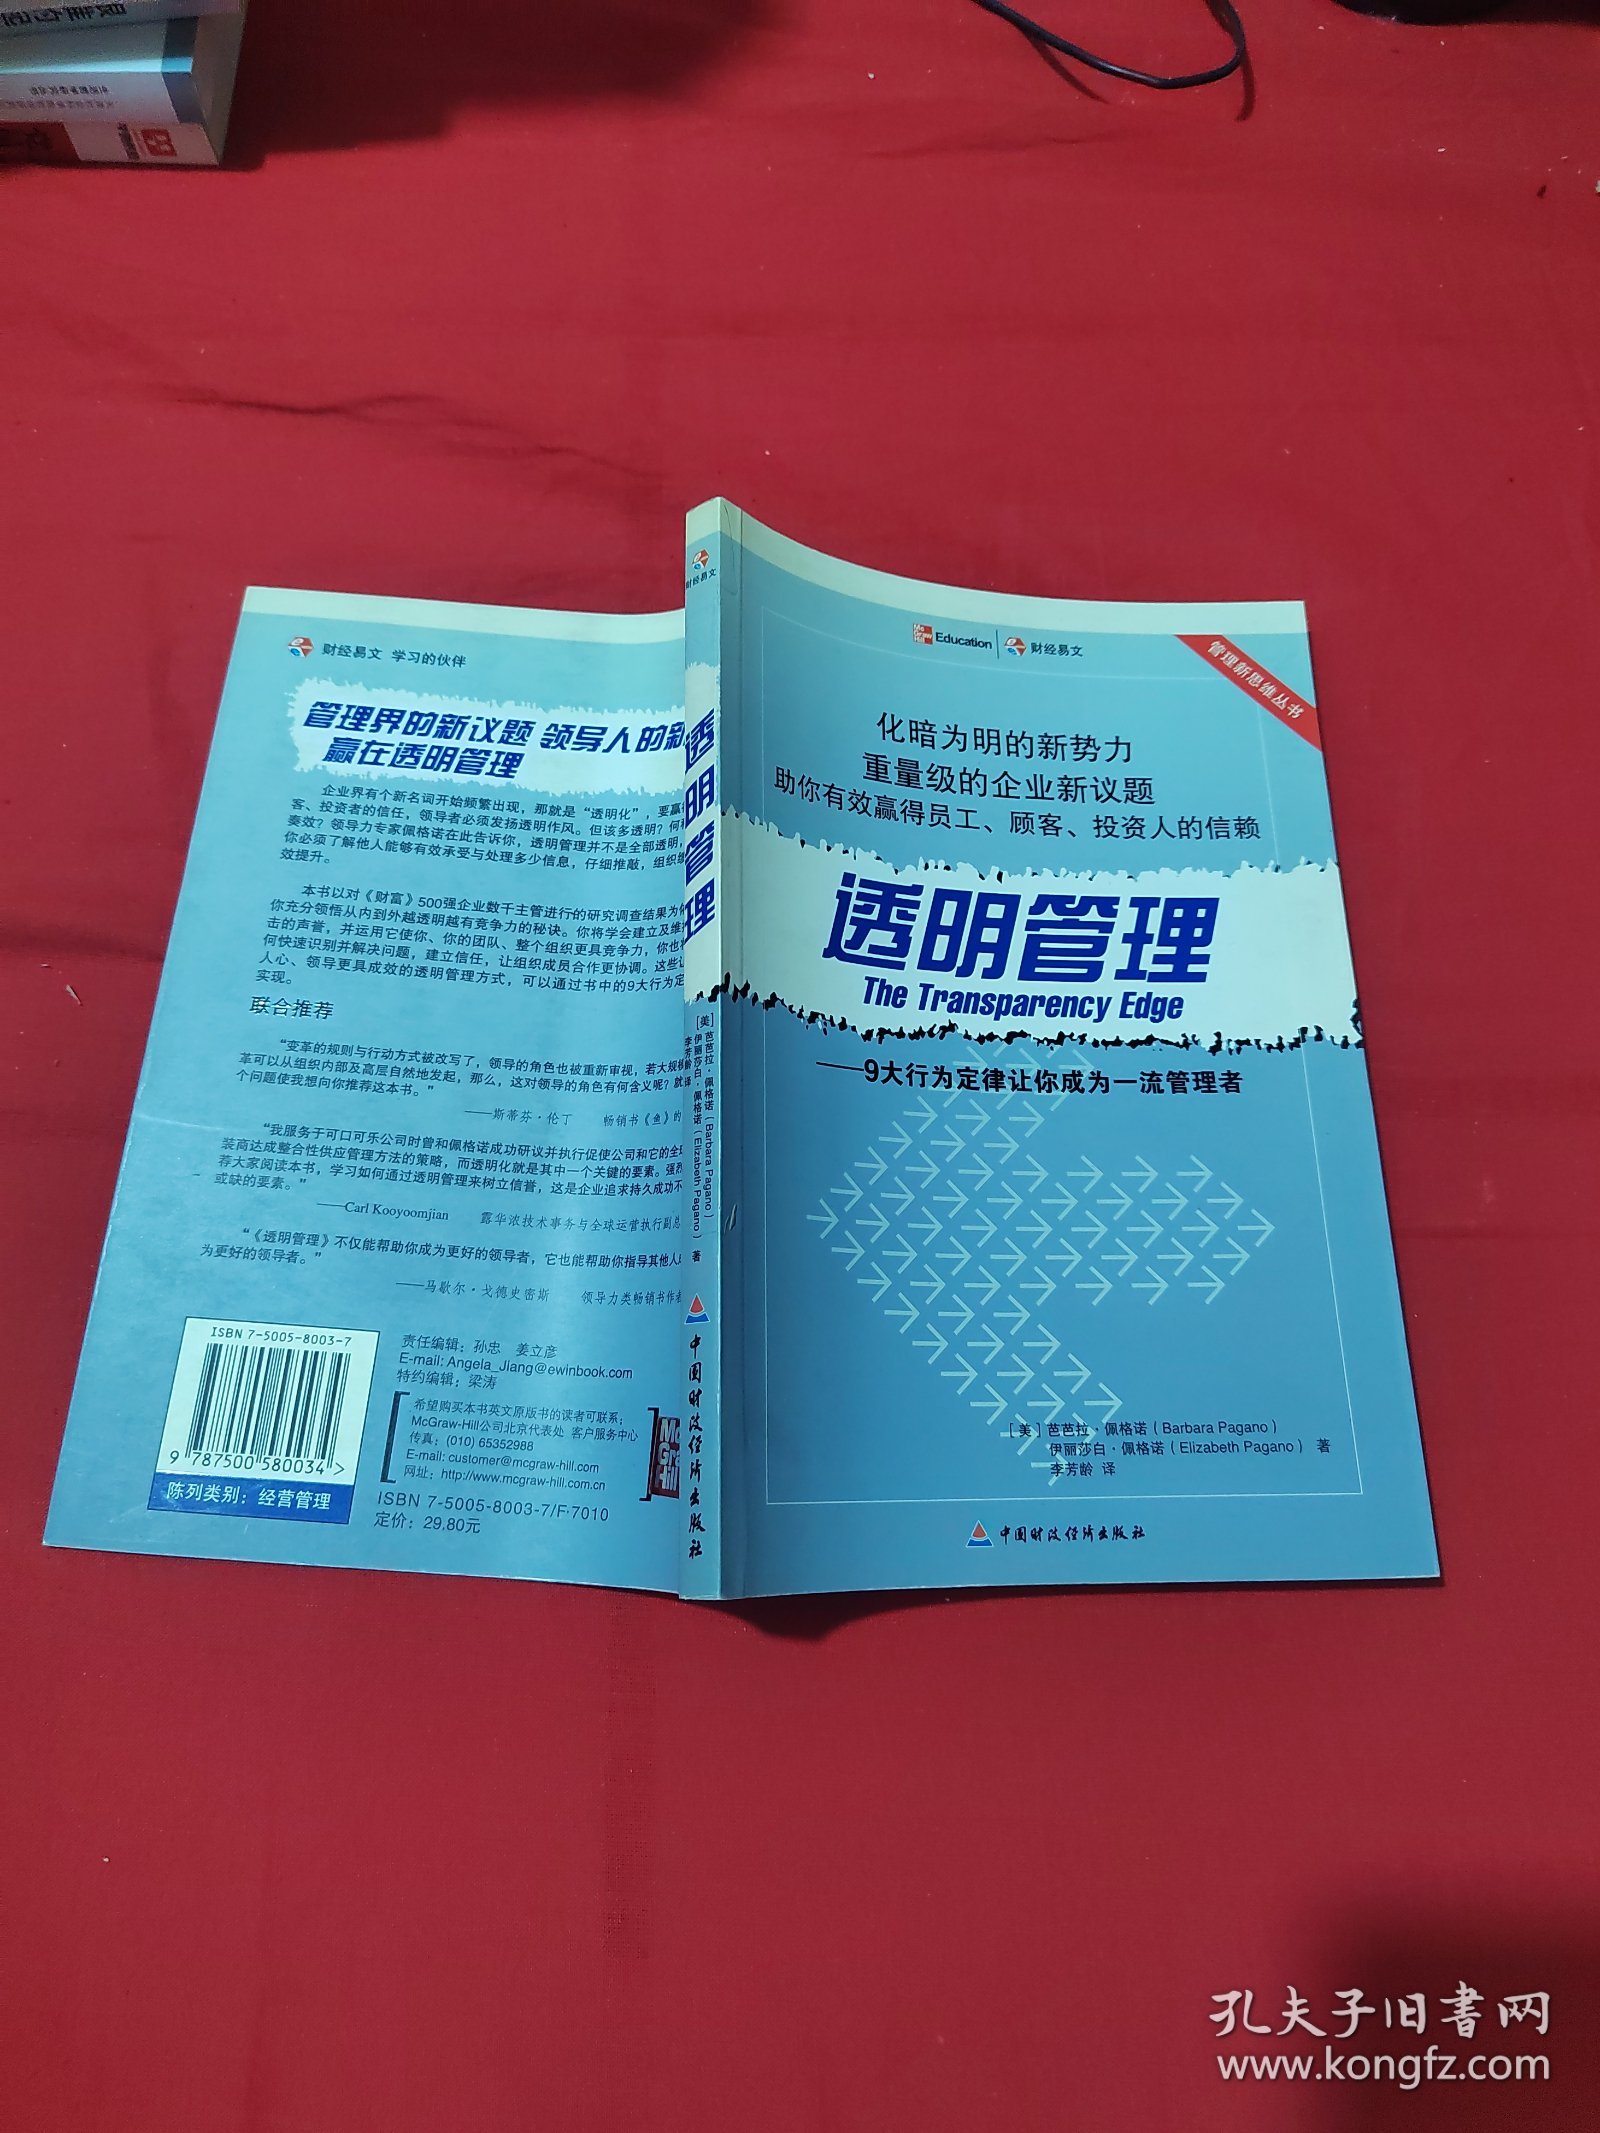 财经易文 学习的伙伴
管理界的新议题 领导人的新
赢在透明管理
企业界有个新名词开始频繁出现，那就是“透明化”，要赢
客、投资者的信任，领导者必须发扬透明作风。但该多透明？何
奏效？领导力专家佩格诺在此告诉你，透明管理并不是全部透明，
你必须了解他人能够有效承受与处理多少信息，仔细推敲，组织
效提升。
本书以对《财富》500强企业数千主管进行的研究调查结果为
你充分领悟从内到外越透明越有竞争力的秘诀。你将学会建立及维
击的声誉，并运用它使你、你的团队、整个组织更具竞争力，你也
何快速识别并解决问题，建立信任，让组织成员合作更协调。这些
人心、领导更具成效的透明管理方式，可以通过书中的9大行为定
实现。
联合推荐
“变革的规则与行动方式被改写了，领导的角色也被重新审视，若大规模
革可以从组织内部及高层自然地发起，那么，这对领导的角色有何含义呢？就
个问题使我想向你推荐这本书。”
——斯蒂芬·伦丁 畅销书《鱼》的
“我服务于可口可乐公司时曾和佩格诺成功研议并执行促使公司和它的全球
装商达成整合性供应管理方法的策略，而透明化就是其中一个关键的要素。强烈
荐大家阅读本书，学习如何通过透明管理来树立信誉，这是企业追求持久成功不
或缺的要素。”
——Carl Kooyoomjian 露华浓技术事务与全球运营执行副总
“《透明管理》不仅能帮助你成为更好的领导者，它也能帮助你指导其他人
为更好的领导者。”
——马歇尔·戈德史密斯 领导力类畅销书作者
ISBN 7-5005-8003-7
9 787500 580034 >
陈列类别：经营管理
责任编辑：孙忠 姜立彦
E-mail: Angela_Jiang@ewinbook.com
特约编辑：梁涛
希望购买本书英文原版书的读者可联系：
McGraw-Hill公司北京代表处 客户服务中心
传真：(010) 65352988
E-mail: customer@mcgraw-hill.com
网址：http://www.mcgraw-hill.com.cn
ISBN 7-5005-8003-7/F·7010
定价：29.80元
财经易文
透明管理
[美] 芭芭拉·佩格诺（Barbara Pagano）
伊丽莎白·佩格诺（Elizabeth Pagano）著
李芳龄 译
中国财政经济出版社
Mc Graw Hill Education 财经易文
管理新思维丛书
化暗为明的新势力
重量级的企业新议题
助你有效赢得员工、顾客、投资人的信赖
透明管理
The Transparency Edge
——9大行为定律让你成为一流管理者
[美] 芭芭拉·佩格诺（Barbara Pagano）
伊丽莎白·佩格诺（Elizabeth Pagano）著
李芳龄 译
中国财政经济出版社
孔夫子旧书网
www.kongfz.com